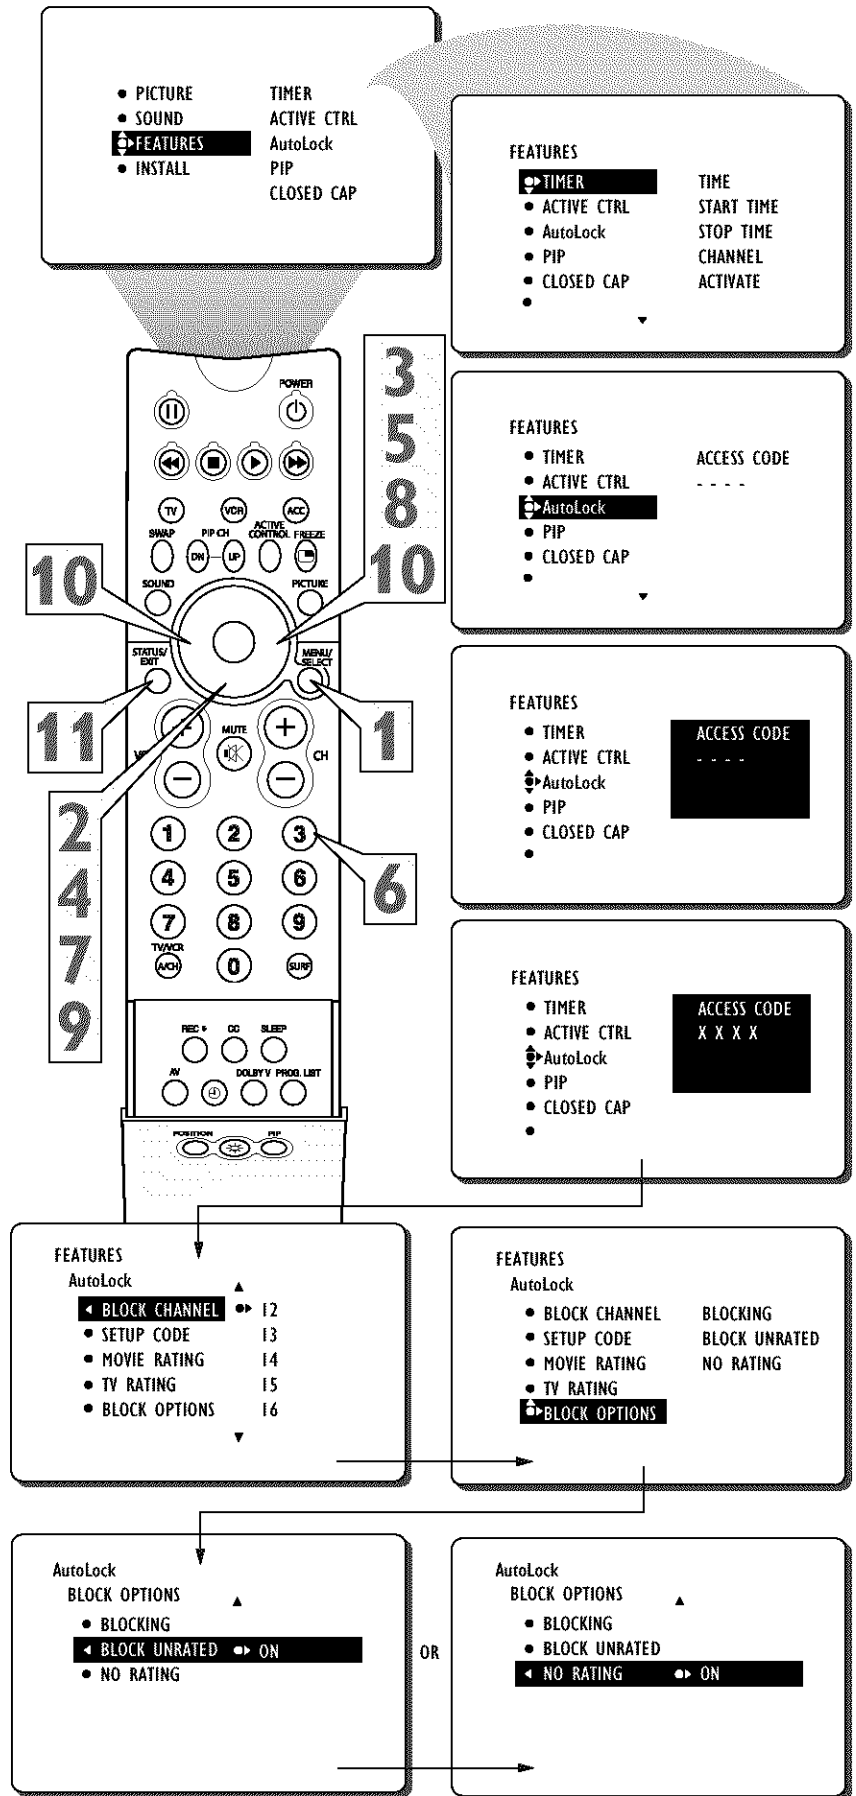 PICTURE TIMER
SOUND ACTIVE CTRL
FEATURES AutoLock
INSTALL PIP
CLOSED CAP
FEATURES
TIMER TIME
ACTIVE CTRL START TIME
AutoLock STOP TIME
PIP CHANNEL
CLOSED CAP ACTIVATE
FEATURES
TIMER ACCESS CODE
ACTIVE CTRL - - - -
AutoLock
PIP
CLOSED CAP
FEATURES
TIMER ACCESS CODE
ACTIVE CTRL - - - -
AutoLock
PIP
CLOSED CAP
FEATURES
TIMER ACCESS CODE
ACTIVE CTRL X X X X
AutoLock
PIP
CLOSED CAP
POWER
TV VCR ACC
SWAP PIP CH ACTIVE CONTROL FREEZE
DN UP
SOUND PICTURE
STATUS/ EXIT MENU/ SELECT
MUTE
CH
1 2 3
4 5 6
7 8 9
TV/VCR
A/CH 0 SURF
REC CC SLEEP
AV DOLBY V PROG. LIST
POSITION PIP
3
5
8
10
10
11
1
2
4
7
9
6
FEATURES
AutoLock
BLOCK CHANNEL 12
SETUP CODE 13
MOVIE RATING 14
TV RATING 15
BLOCK OPTIONS 16
FEATURES
AutoLock
BLOCK CHANNEL BLOCKING
SETUP CODE BLOCK UNRATED
MOVIE RATING NO RATING
TV RATING
BLOCK OPTIONS
AutoLock
BLOCK OPTIONS
BLOCKING
BLOCK UNRATED ON
NO RATING
OR
AutoLock
BLOCK OPTIONS
BLOCKING
BLOCK UNRATED
NO RATING ON